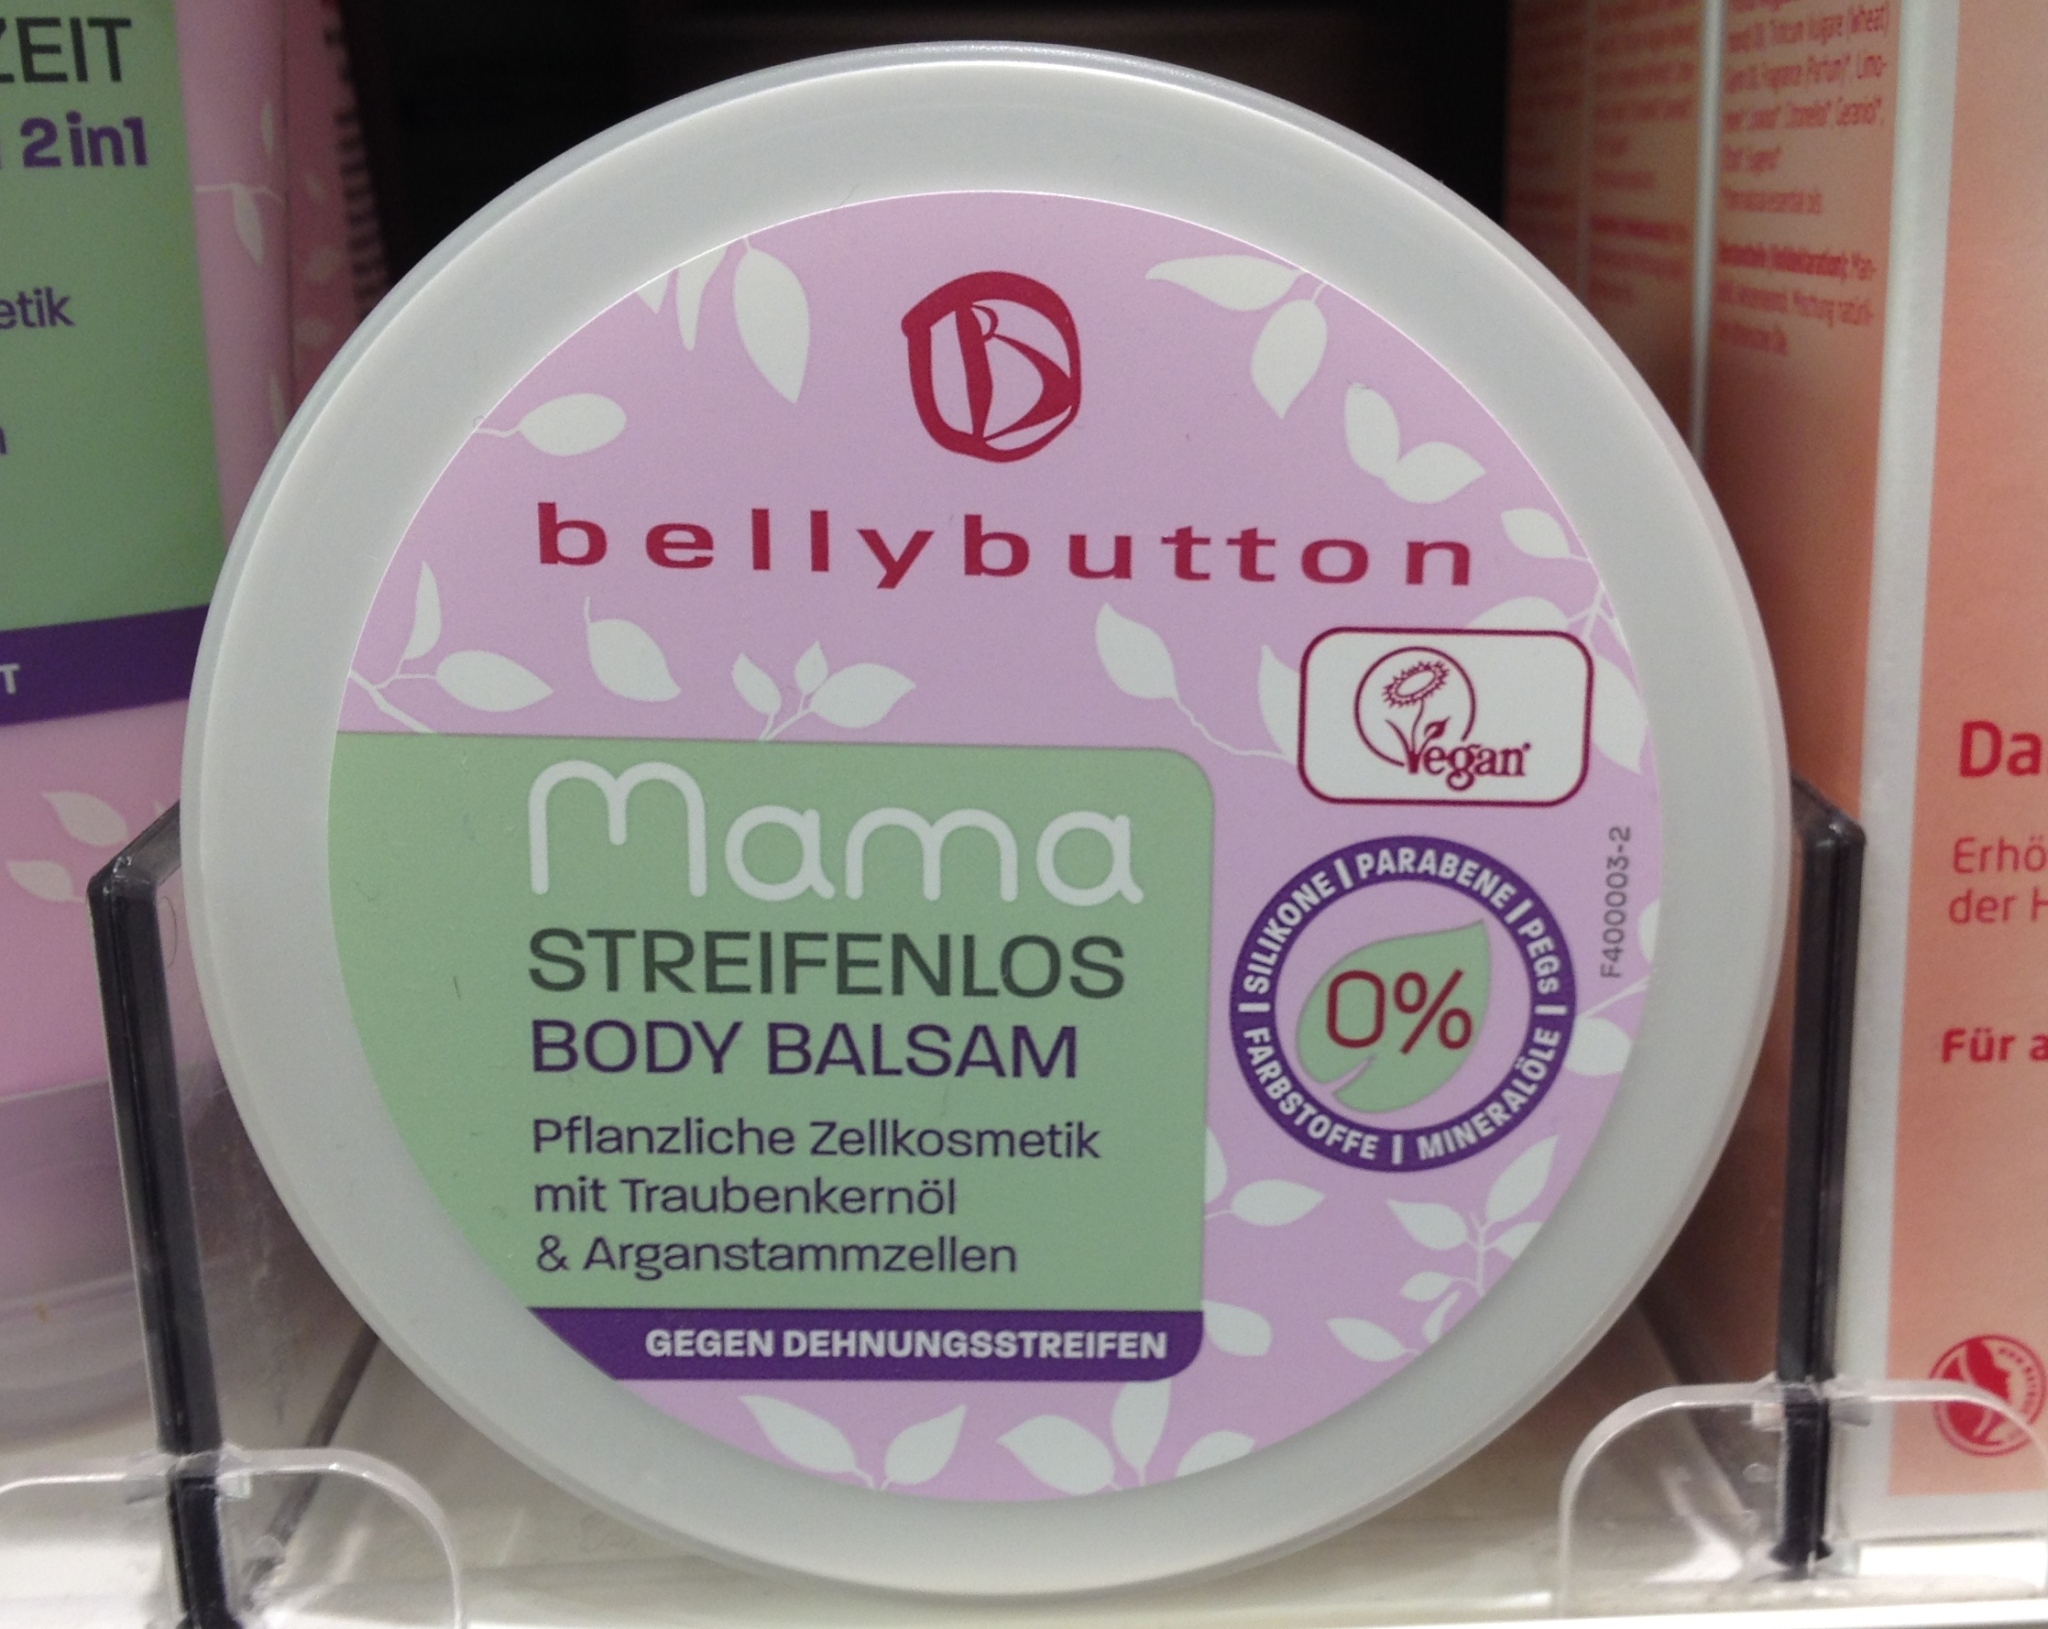 ZEIT
2in1
etik
T
bellybutton
Vegan
Mama
STREIFENLOS
BODY BALSAM
Pflanzliche Zellkosmetik
mit Traubenkernöl
& Arganstammzellen
GEGEN DEHNUNGSSTREIFEN
SILIKONE | PARABENE | PEGS | MINERALÖLE | FARBSTOFFE |
0%
F400003-2
Da
Erhö
der H
Für a